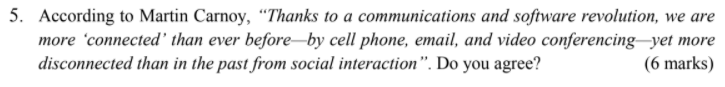 5. According to Martin Carnoy, “Thanks to a communications and software revolution, we are
more ‘connected’ than ever before—by cell phone, email, and video conferencing—yet more
disconnected than in the past from social interaction”. Do you agree? (6 marks)